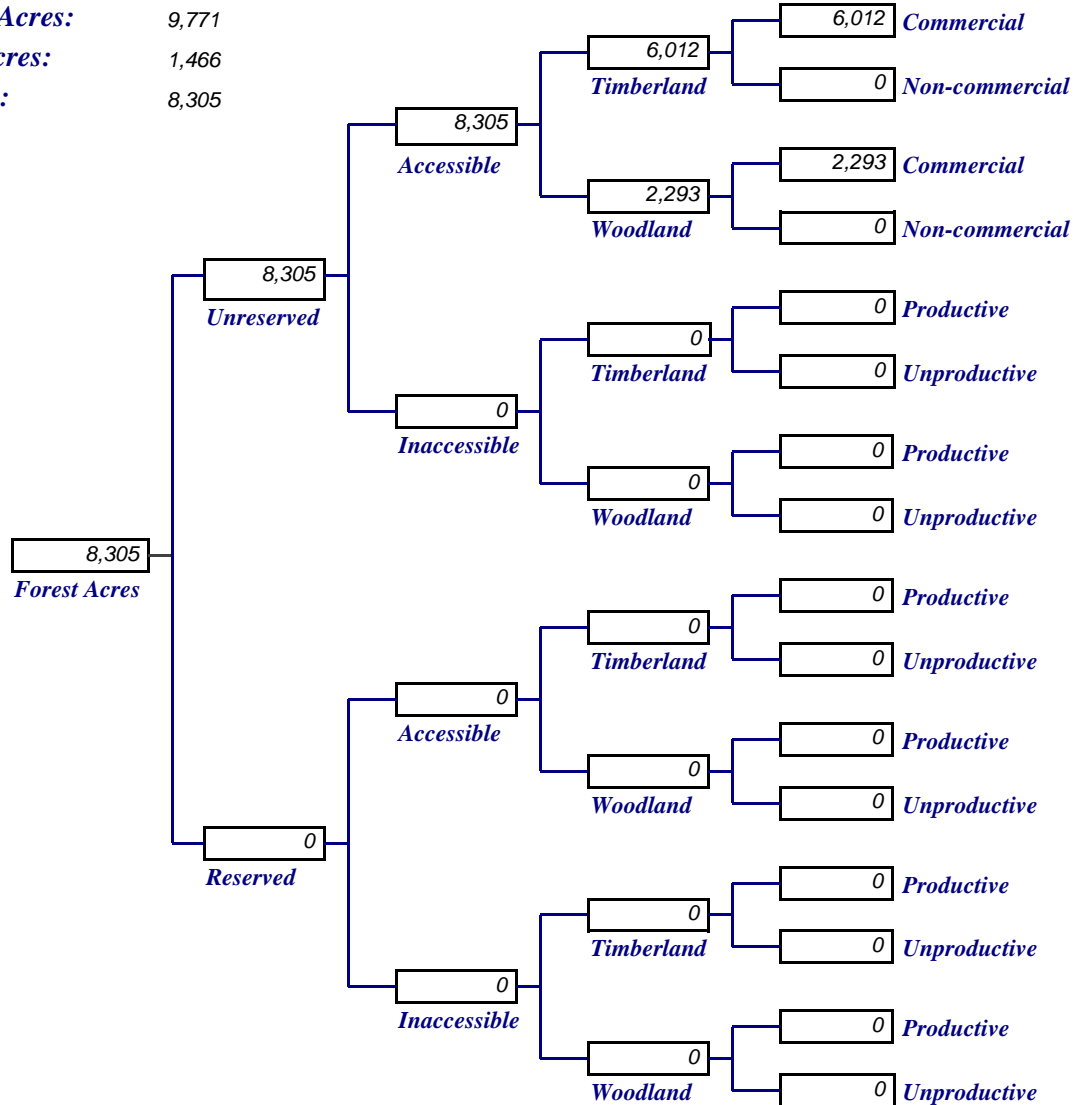 Acres: 9,771
cres: 1,466
: 8,305
6,012 Commercial
6,012
Timberland
0 Non-commercial
8,305
Accessible
2,293 Commercial
2,293
Woodland
0 Non-commercial
8,305
Unreserved
0 Productive
0
Timberland
0 Unproductive
0
Inaccessible
0 Productive
0
Woodland
0 Unproductive
8,305
Forest Acres
0 Productive
0
Timberland
0 Unproductive
0
Accessible
0 Productive
0
Woodland
0 Unproductive
0
Reserved
0 Productive
0
Timberland
0 Unproductive
0
Inaccessible
0 Productive
0
Woodland
0 Unproductive